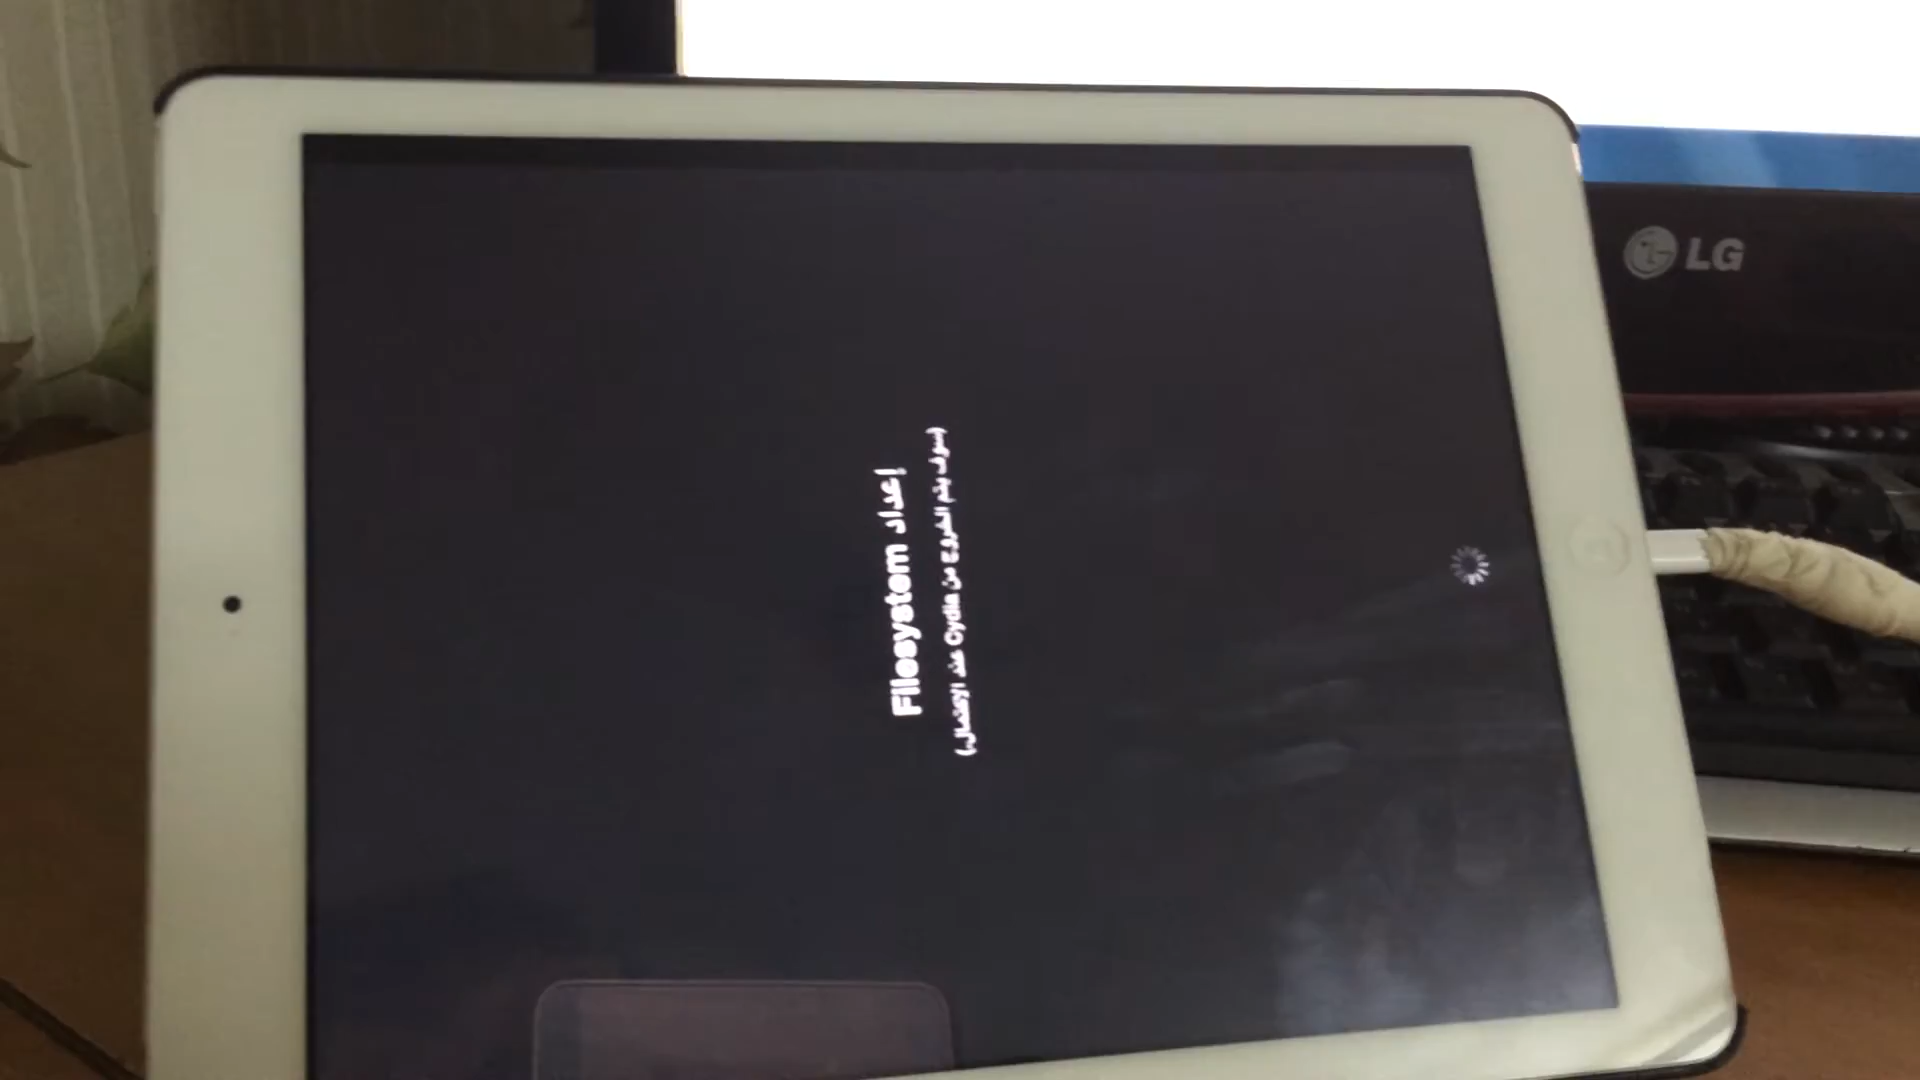 إعداد Filesystem
(سوف يتم الخروج من Cydia عند الإكتمال)
LG